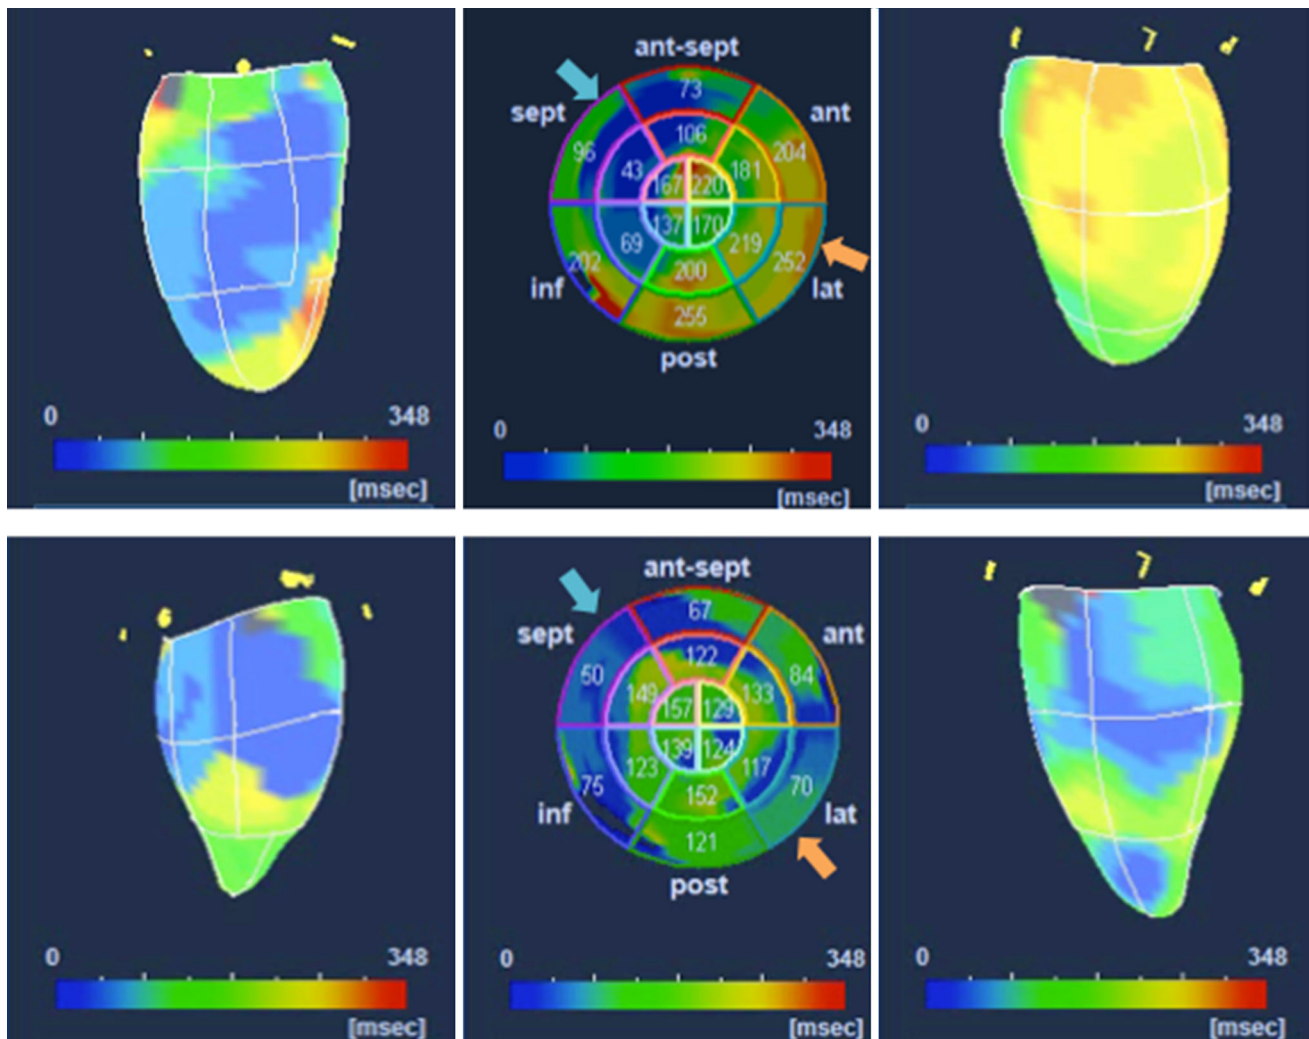 0 348
[msec]
ant-sept
sept ant
73
106
96 43 181 204
167 220
137 170
202 69 219 252
200
inf lat
255
post
0 348
[msec]
0 348
[msec]
0 348
[msec]
ant-sept
sept ant
67
122
50 149 133 84
157 129
139 124
75 123 117 70
152
inf lat
121
post
0 348
[msec]
0 348
[msec]